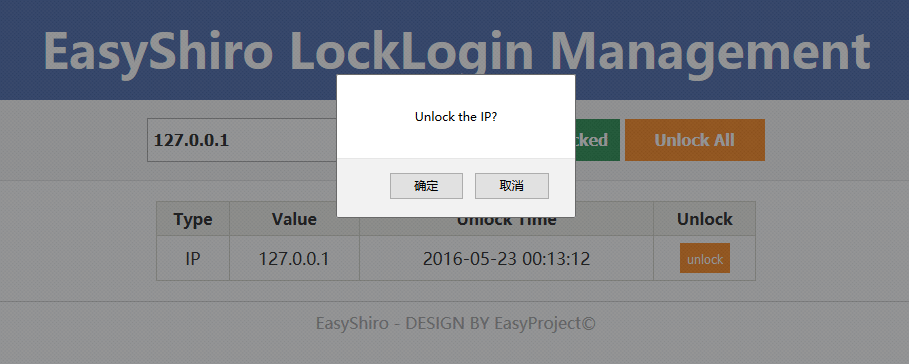 EasyShiro LockLogin Management
Unlock the IP?
127.0.0.1
cked
Unlock All
确定
取消
Type Value Unlock Time Unlock
IP 127.0.0.1 2016-05-23 00:13:12 unlock
EasyShiro - DESIGN BY EasyProject©